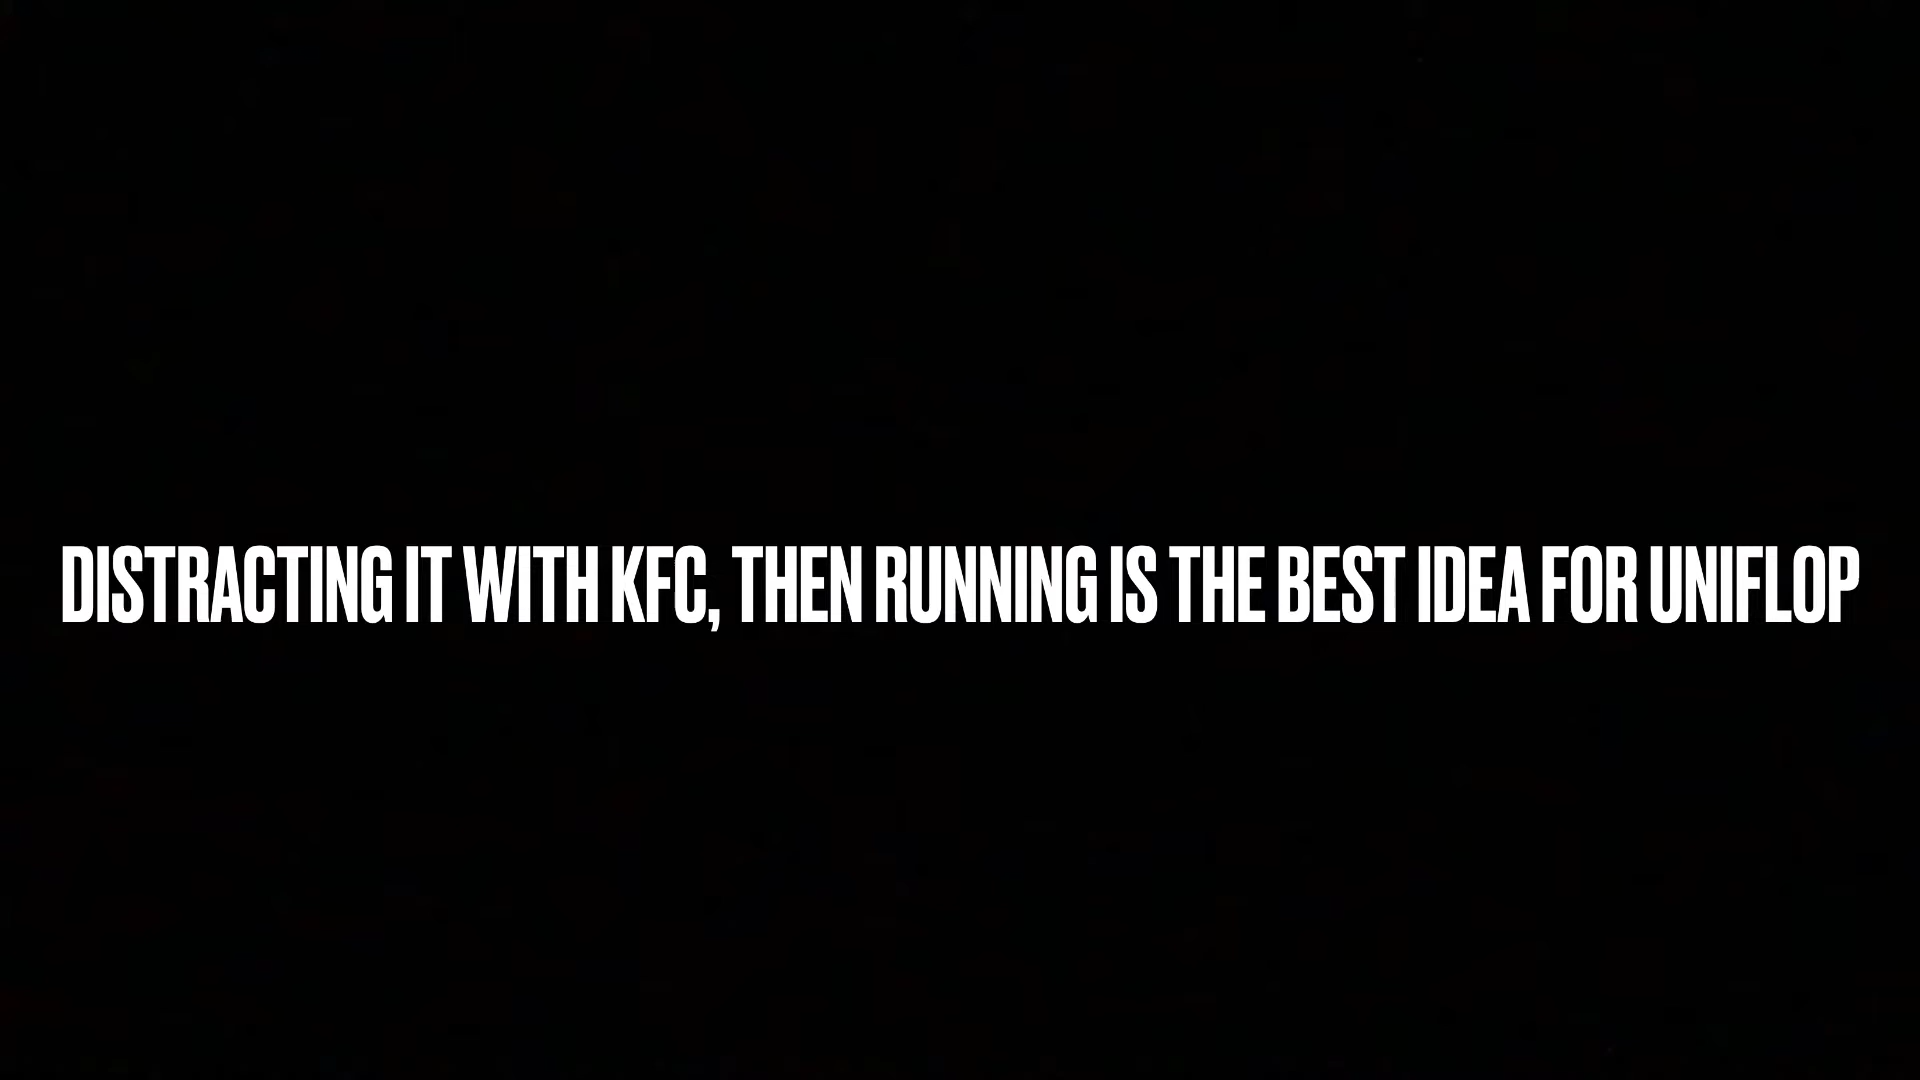 DISTRACTING IT WITH KFC, THEN RUNNING IS THE BEST IDEA FOR UNIFLOP